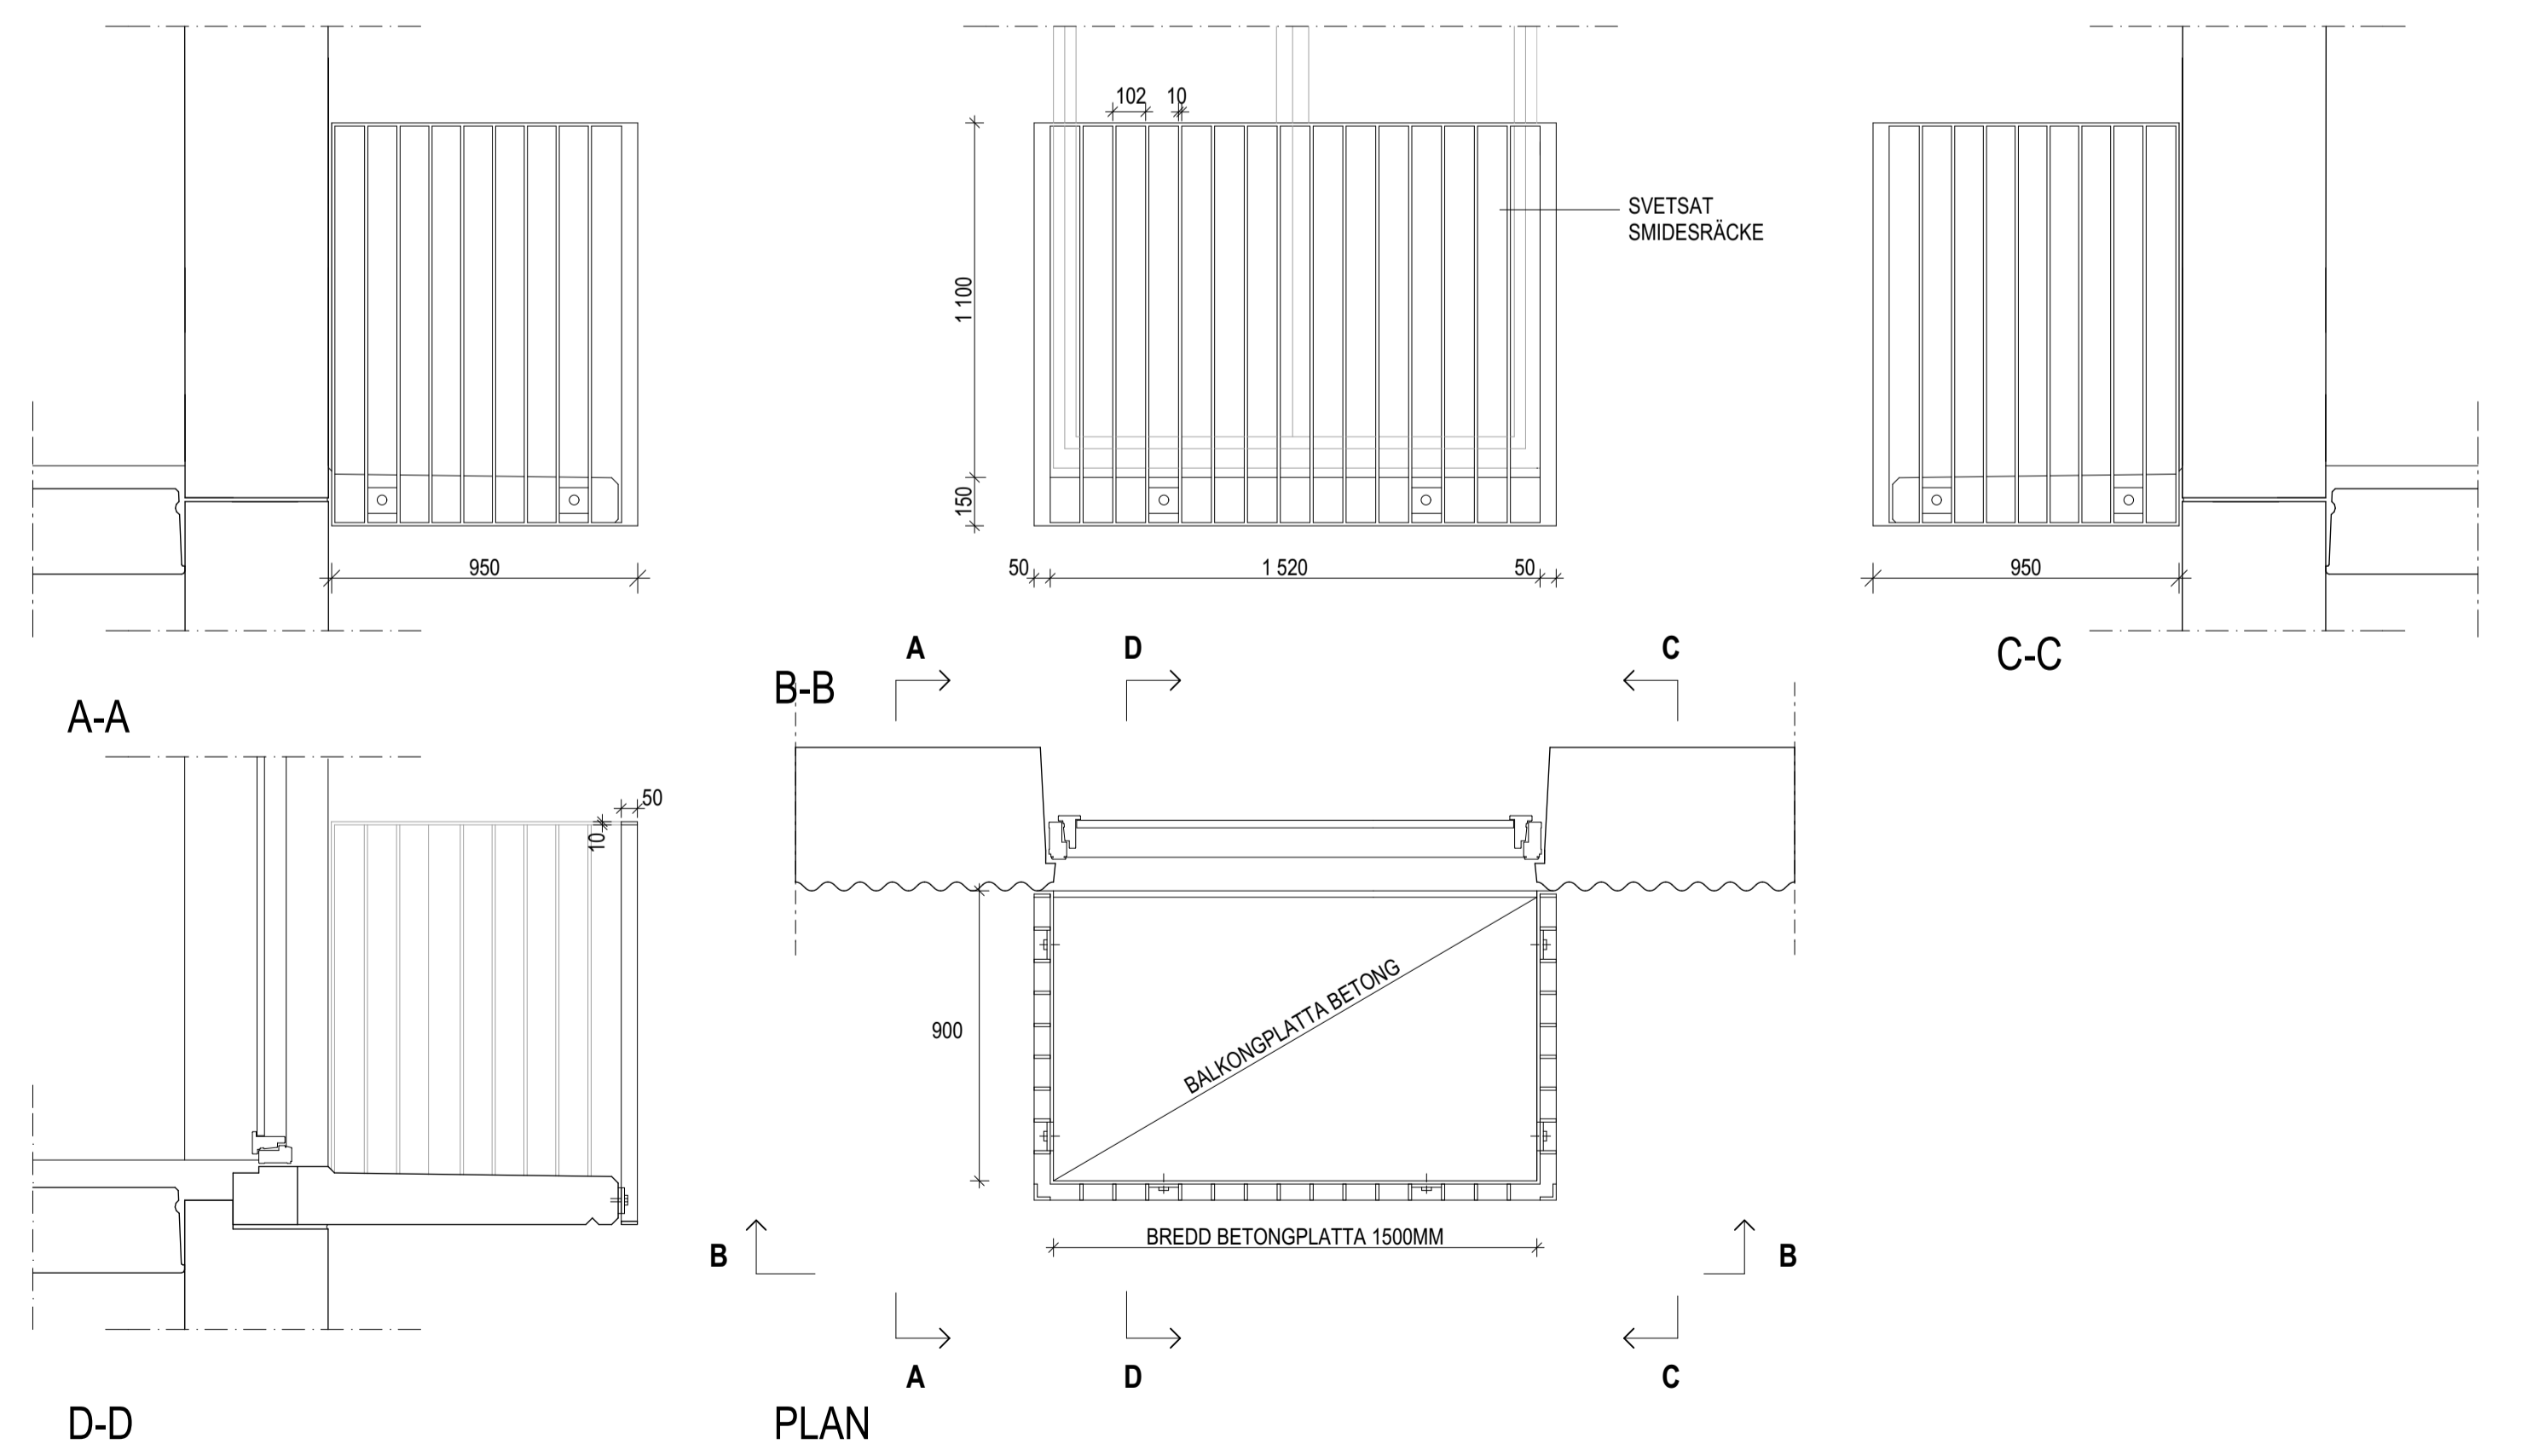 102
10
SVETSAT
SMIDESRÄCKE
1 100
150
950
50
1 520
50
950
A
D
C
C-C
B-B
A-A
50
10
900
BALKONGPLATTA BETONG
BREDD BETONGPLATTA 1500MM
B
B
A
D
C
D-D
PLAN